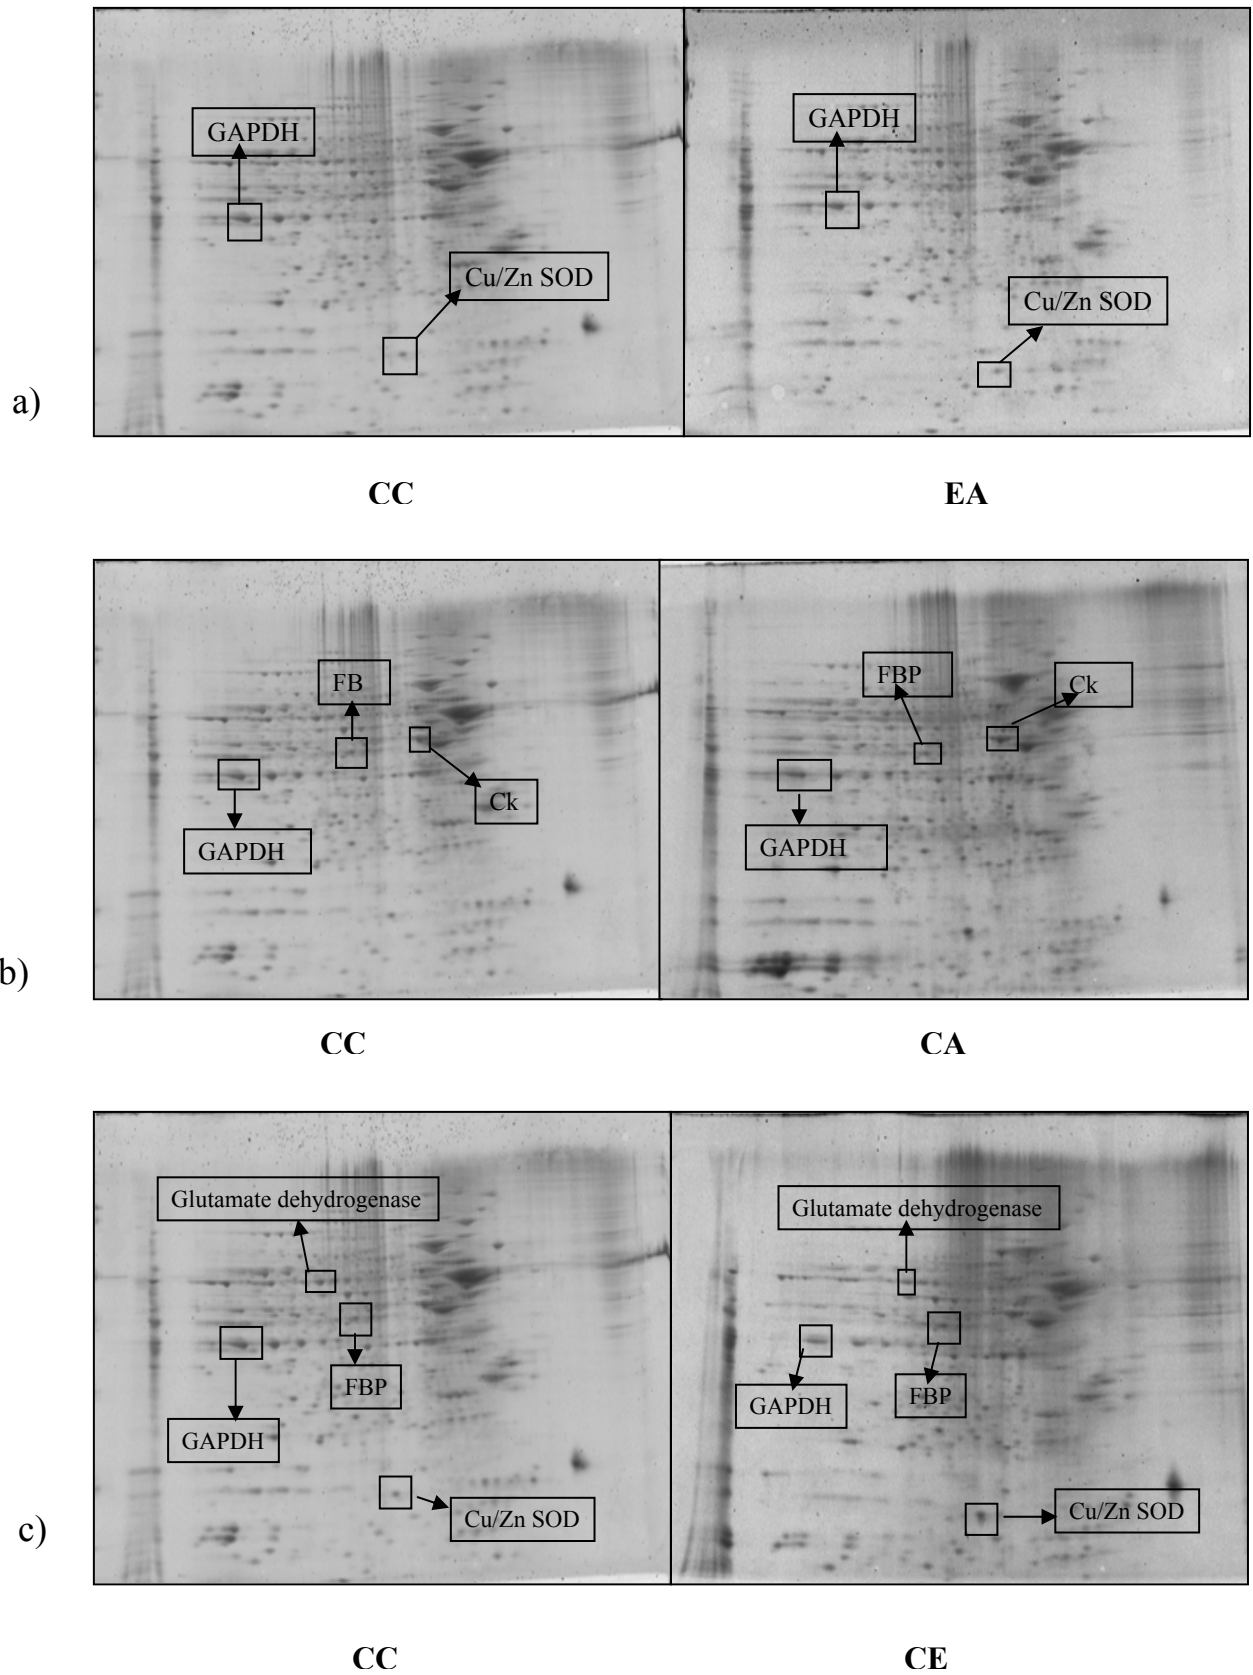 GAPDH
GAPDH
Cu/Zn SOD
Cu/Zn SOD
a)
CC
EA
FB
FBP
Ck
Ck
GAPDH
GAPDH
b)
CC
CA
Glutamate dehydrogenase
Glutamate dehydrogenase
FBP
FBP
GAPDH
GAPDH
Cu/Zn SOD
Cu/Zn SOD
c)
CC
CE